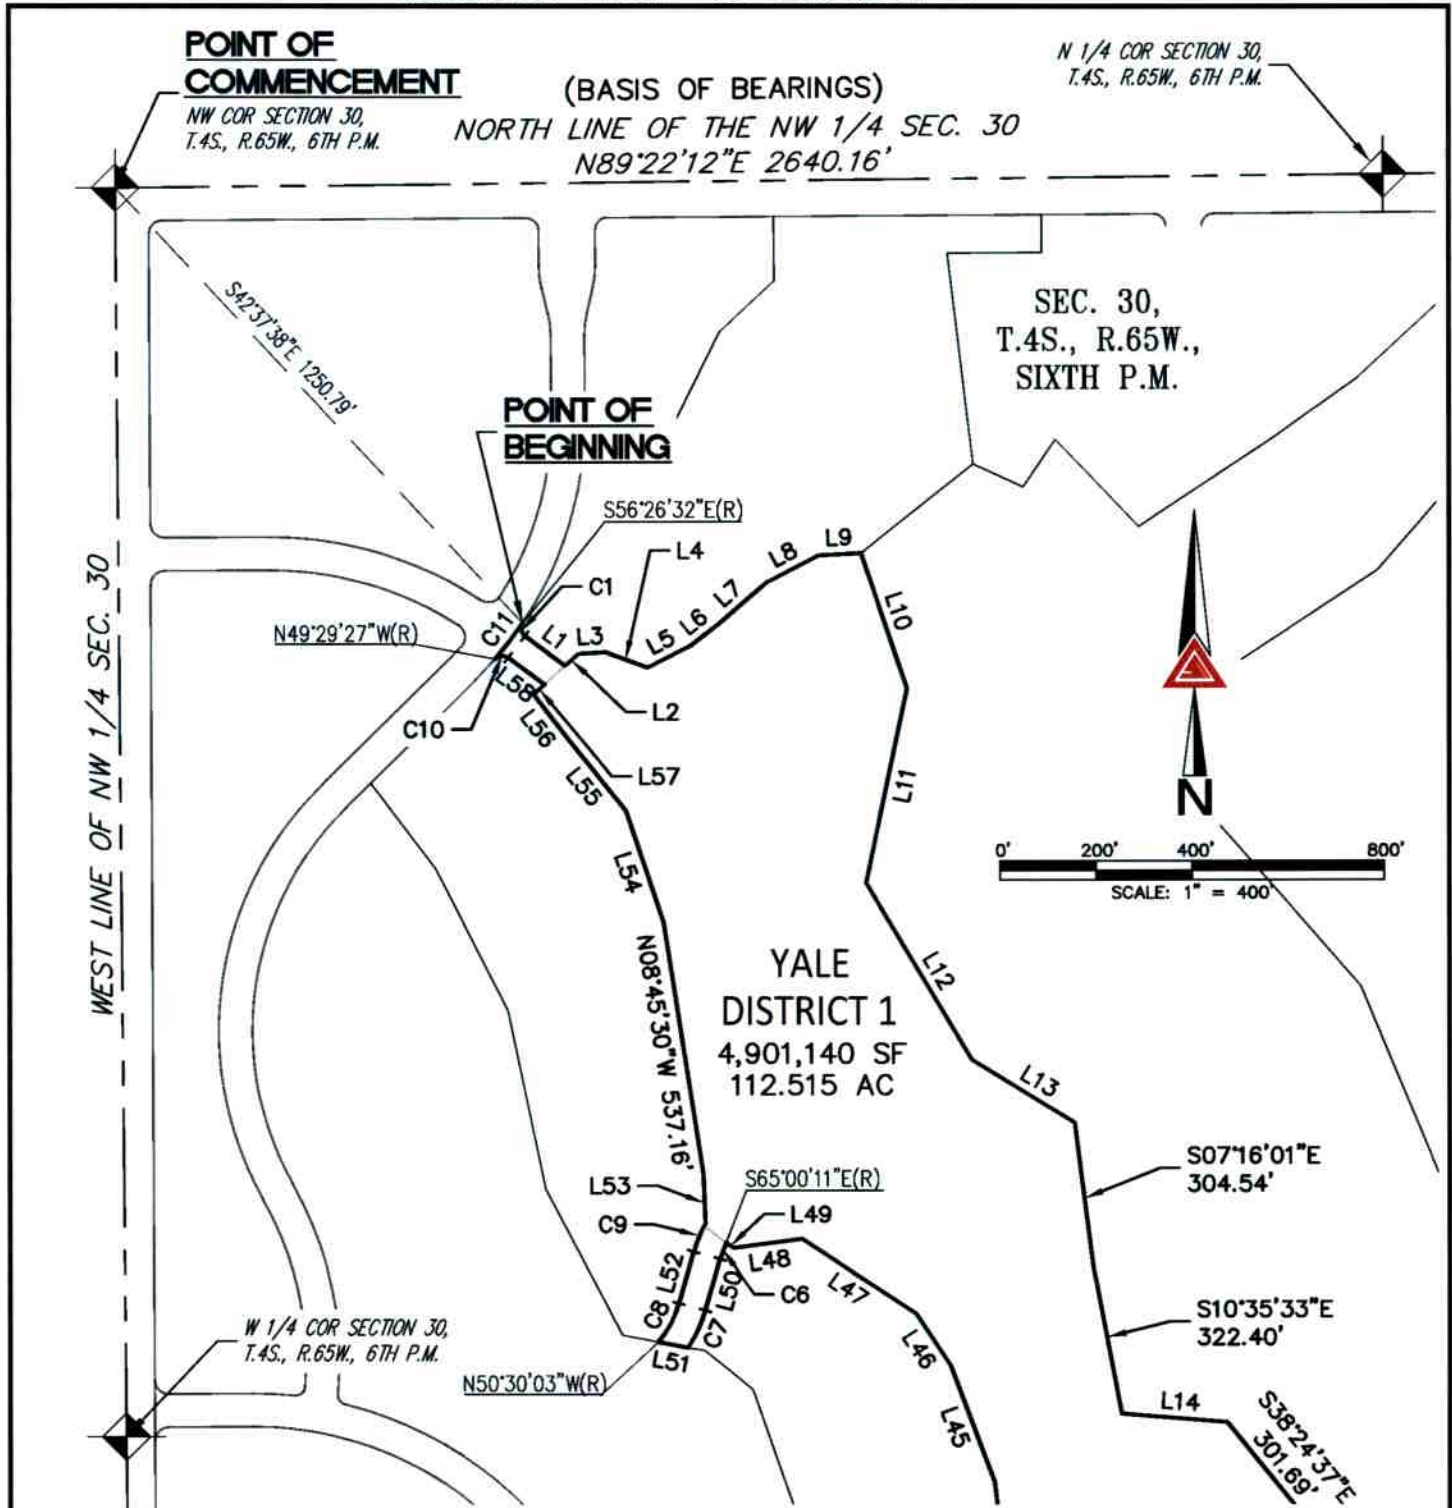 POINT OF
COMMENCEMENT
NW COR SECTION 30,
T.4S., R.65W., 6TH P.M.
(BASIS OF BEARINGS)
NORTH LINE OF THE NW 1/4 SEC. 30
N89°22'12"E 2640.16'
N 1/4 COR SECTION 30,
T.4S., R.65W., 6TH P.M.
S42°37'38"E 1250.79'
SEC. 30,
T.4S., R.65W.,
SIXTH P.M.
POINT OF
BEGINNING
S56°26'32"E(R)
L4
C1
C11
L1
L3
L5
L6
L7
L8
L9
L10
N49°29'27"W(R)
L58
L2
C10
L56
L57
L55
L11
WEST LINE OF NW 1/4 SEC. 30
N
0'
200'
400'
800'
SCALE: 1" = 400'
L54
N08°45'30"W 537.16'
YALE
DISTRICT 1
4,901,140 SF
112.515 AC
L12
L13
S07°16'01"E
304.54'
L53
S65°00'11"E(R)
C9
L49
L48
L52
L50
C6
L47
C8
C7
S10°35'33"E
322.40'
W 1/4 COR SECTION 30,
T.4S., R.65W., 6TH P.M.
L51
N50°30'03"W(R)
L46
L45
L14
S38°24'37"E
301.69'